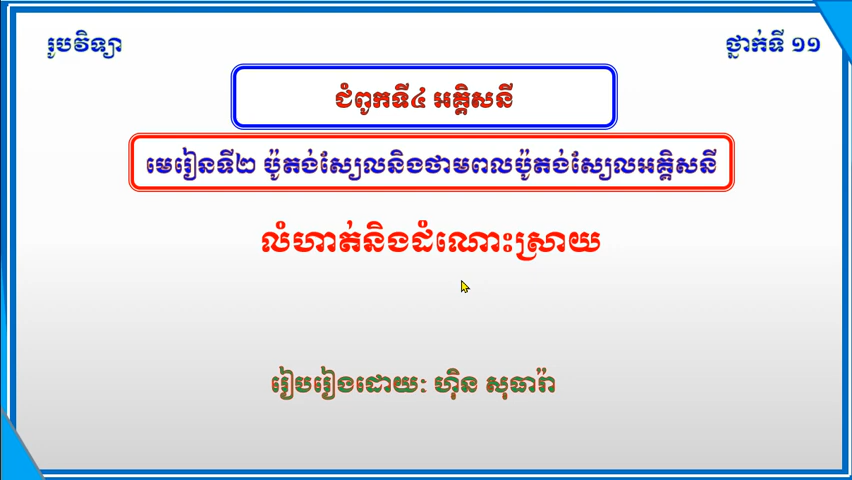 រូបវិទ្យា
ថ្នាក់ទី ១១
ជំពូកទី៤ អគ្គិសនី
មេរៀនទី២ ប៉ូតង់ស្យែលនិងថាមពលប៉ូតង់ស្យែលអគ្គិសនី
លំហាត់និងដំណោះស្រាយ
រៀបរៀងដោយៈ ហ៊ិន សុធារ៉ា